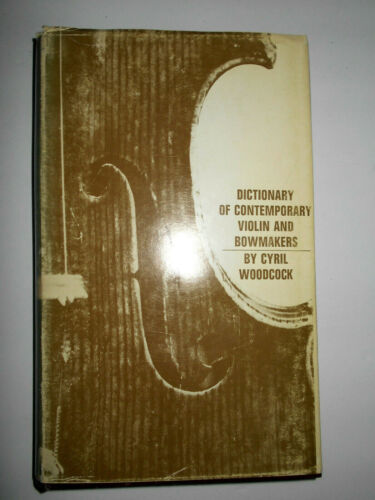 DICTIONARY
OF CONTEMPORARY
VIOLIN AND
BOWMAKERS
BY CYRIL
WOODCOCK